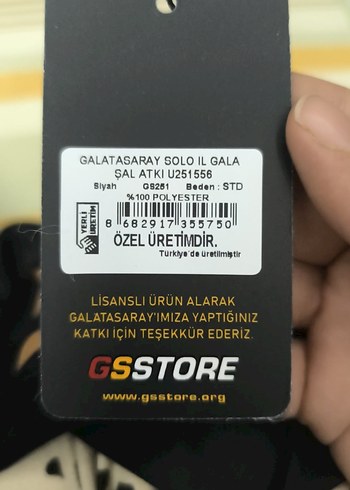 GALATASARAY SOLO IL GALA
ŞAL ATKI U251556
Siyah GS251 Beden : STD
%100 POLYESTER
YERLİ ÜRETİM
8 682917 355750
ÖZEL ÜRETİMDİR.
Türkiye'de üretilmiştir
LİSANSLI ÜRÜN ALARAK
GALATASARAY'IMIZA YAPTIĞINIZ
KATKI İÇİN TEŞEKKÜR EDERİZ.
GSSTORE
www.gsstore.org